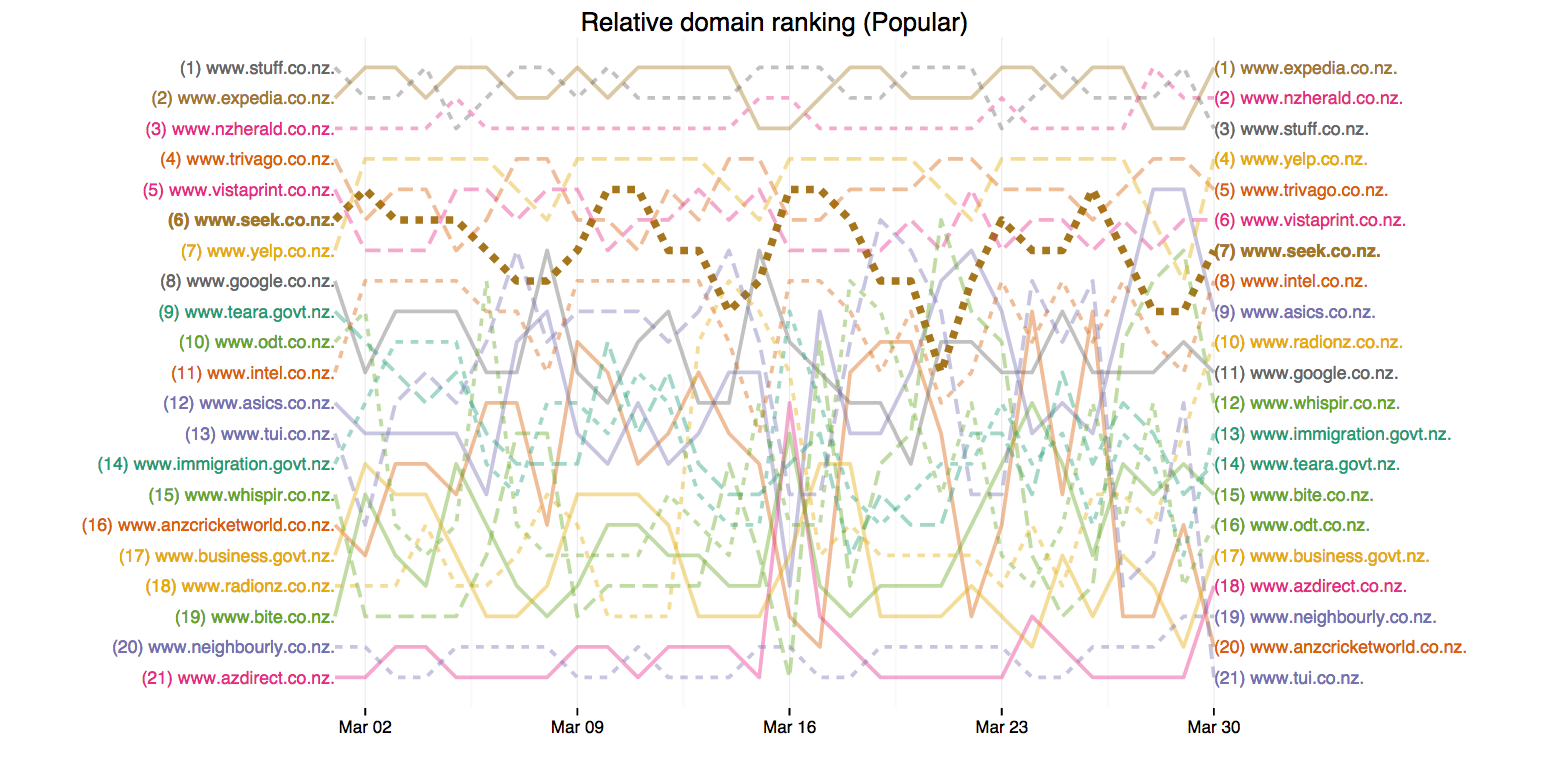 Relative domain ranking (Popular)
(1) www.stuff.co.nz.
(2) www.expedia.co.nz.
(3) www.nzherald.co.nz.
(4) www.trivago.co.nz.
(5) www.vistaprint.co.nz.
(6) www.seek.co.nz.
(7) www.yelp.co.nz.
(8) www.google.co.nz.
(9) www.teara.govt.nz.
(10) www.odt.co.nz.
(11) www.intel.co.nz.
(12) www.asics.co.nz.
(13) www.tui.co.nz.
(14) www.immigration.govt.nz.
(15) www.whispir.co.nz.
(16) www.anzcricketworld.co.nz.
(17) www.business.govt.nz.
(18) www.radionz.co.nz.
(19) www.bite.co.nz.
(20) www.neighbourly.co.nz.
(21) www.azdirect.co.nz.
(1) www.expedia.co.nz.
(2) www.nzherald.co.nz.
(3) www.stuff.co.nz.
(4) www.yelp.co.nz.
(5) www.trivago.co.nz.
(6) www.vistaprint.co.nz.
(7) www.seek.co.nz.
(8) www.intel.co.nz.
(9) www.asics.co.nz.
(10) www.radionz.co.nz.
(11) www.google.co.nz.
(12) www.whispir.co.nz.
(13) www.immigration.govt.nz.
(14) www.teara.govt.nz.
(15) www.bite.co.nz.
(16) www.odt.co.nz.
(17) www.business.govt.nz.
(18) www.azdirect.co.nz.
(19) www.neighbourly.co.nz.
(20) www.anzcricketworld.co.nz.
(21) www.tui.co.nz.
Mar 02 Mar 09 Mar 16 Mar 23 Mar 30